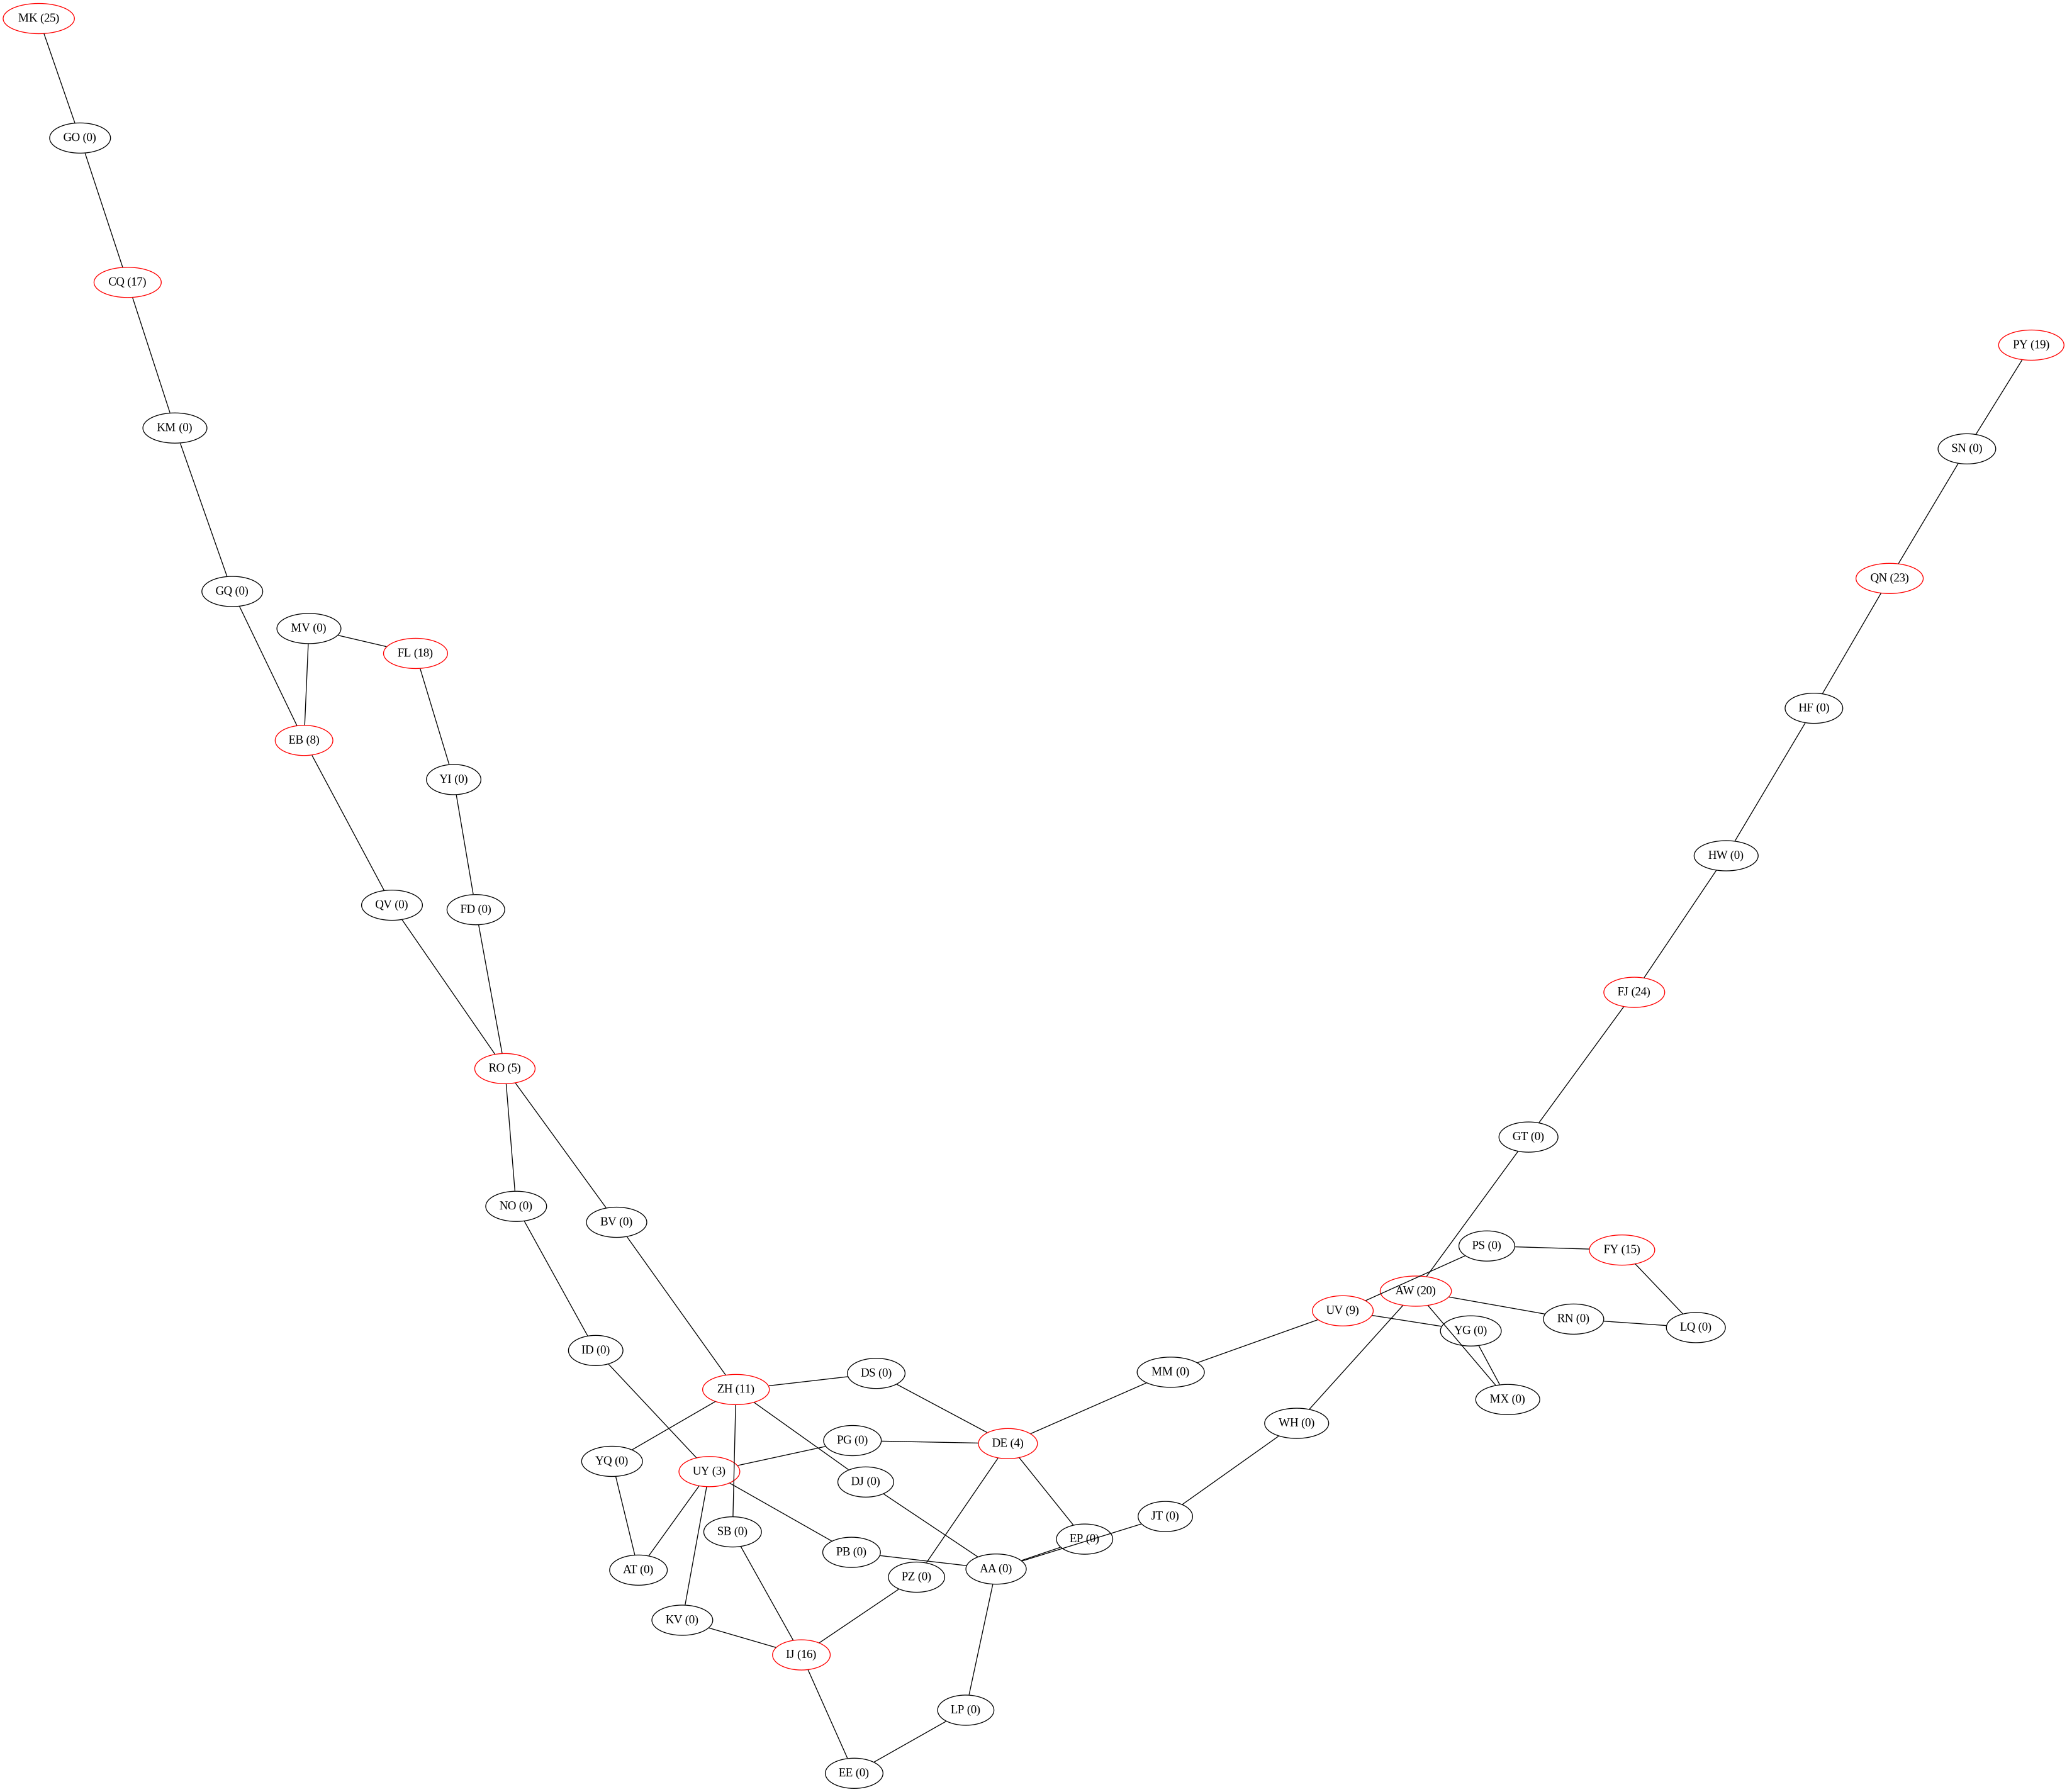 MK (25)
GO (0)
CQ (17)
PY (19)
KM (0)
SN (0)
QN (23)
GQ (0)
MV (0)
FL (18)
HF (0)
EB (8)
YI (0)
HW (0)
QV (0)
FD (0)
FJ (24)
RO (5)
GT (0)
NO (0)
BV (0)
PS (0)
FY (15)
AW (20)
UV (9)
RN (0)
LQ (0)
YG (0)
ID (0)
MM (0)
DS (0)
ZH (11)
MX (0)
WH (0)
PG (0)
DE (4)
YQ (0)
UY (3)
DJ (0)
JT (0)
SB (0)
EP (0)
PB (0)
AT (0)
AA (0)
PZ (0)
KV (0)
IJ (16)
LP (0)
EE (0)